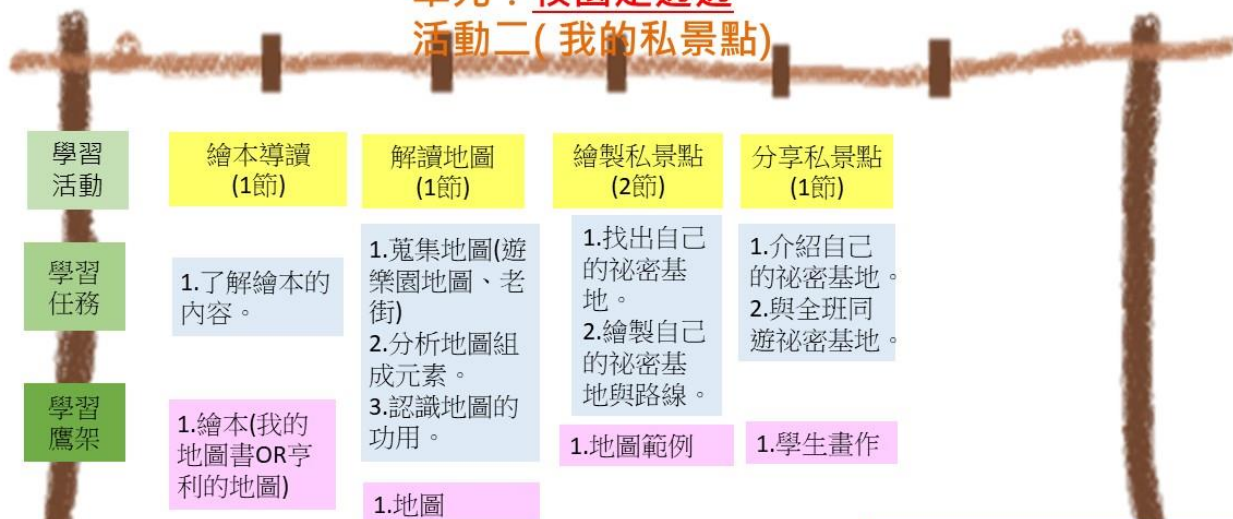 活動二(我的私景點)
學習
活動
繪本導讀
(1節)
解讀地圖
(1節)
繪製私景點
(2節)
分享私景點
(1節)
學習
任務
1.了解繪本的
內容。
1.蒐集地圖(遊
樂園地圖、老
街)
2.分析地圖組
成元素。
3.認識地圖的
功用。
1.找出自己
的祕密基
地。
2.繪製自己
的祕密基
地與路線。
1.介紹自己
的祕密基地。
2.與全班同
遊祕密基地。
學習
鷹架
1.繪本(我的
地圖書OR亨
利的地圖)
1.地圖
1.地圖範例
1.學生畫作